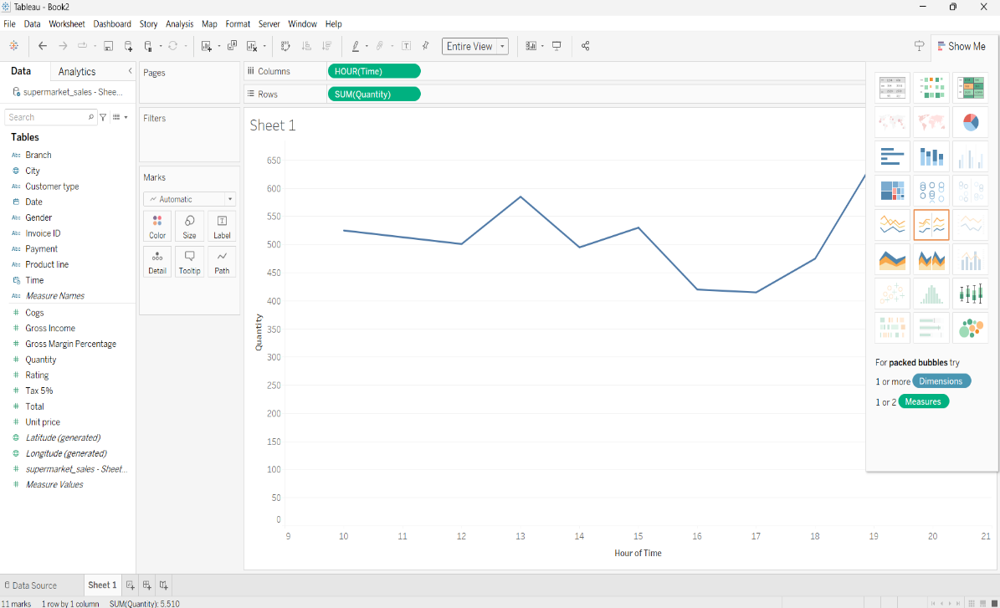 Tableau - Book2
File Data Worksheet Dashboard Story Analysis Map Format Server Window Help
Entire View
Show Me
Data Analytics
supermarket_sales - Shee...
Search
Tables
Abc Branch
City
Abc Customer type
Date
Abc Gender
Abc Invoice ID
Abc Payment
Abc Product line
Time
Abc Measure Names
# Cogs
# Gross Income
# Gross Margin Percentage
# Quantity
# Rating
# Tax 5%
# Total
# Unit price
Latitude (generated)
Longitude (generated)
# supermarket_sales - Sheet...
# Measure Values
Pages
Filters
Marks
Automatic
Color Size Label
Detail Tooltip Path
Columns HOUR(Time)
Rows SUM(Quantity)
Sheet 1
650
600
550
500
450
400
350
300
250
200
150
100
50
0
Quantity
9 10 11 12 13 14 15 16 17 18 19 20 21
Hour of Time
For packed bubbles try
1 or more Dimensions
1 or 2 Measures
Data Source Sheet 1
11 marks 1 row by 1 column SUM(Quantity): 5,510